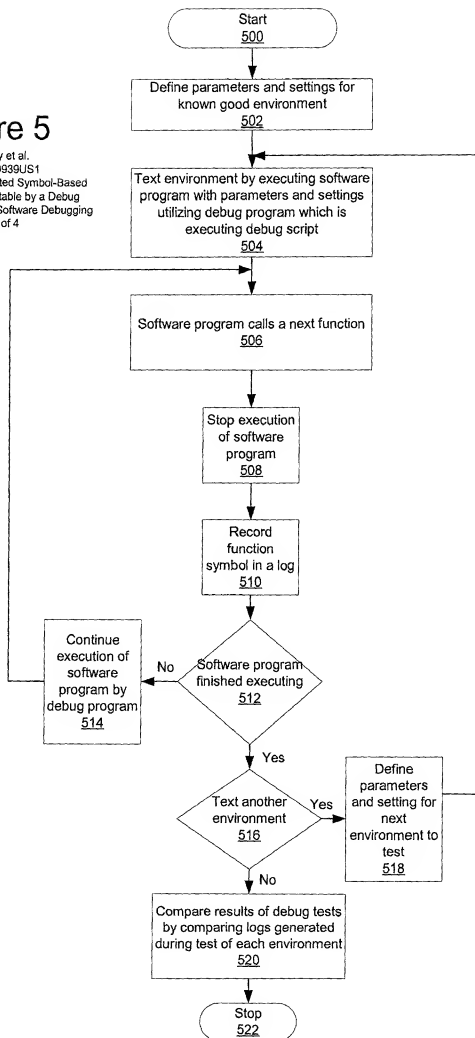 Start
500
Define parameters and settings for
known good environment
502
re 5
y et al.
9939US1
ted Symbol-Based
table by a Debug
Software Debugging
of 4
Text environment by executing software
program with parameters and settings
utilizing debug program which is
executing debug script
504
Software program calls a next function
506
Stop execution
of software
program
508
Record
function
symbol in a log
510
Continue
execution of
software
program by
debug program
514
No
Software program
finished executing
512
Yes
Text another
environment
516
Yes
Define
parameters
and setting for
next
environment to
test
518
No
Compare results of debug tests
by comparing logs generated
during test of each environment
520
Stop
522